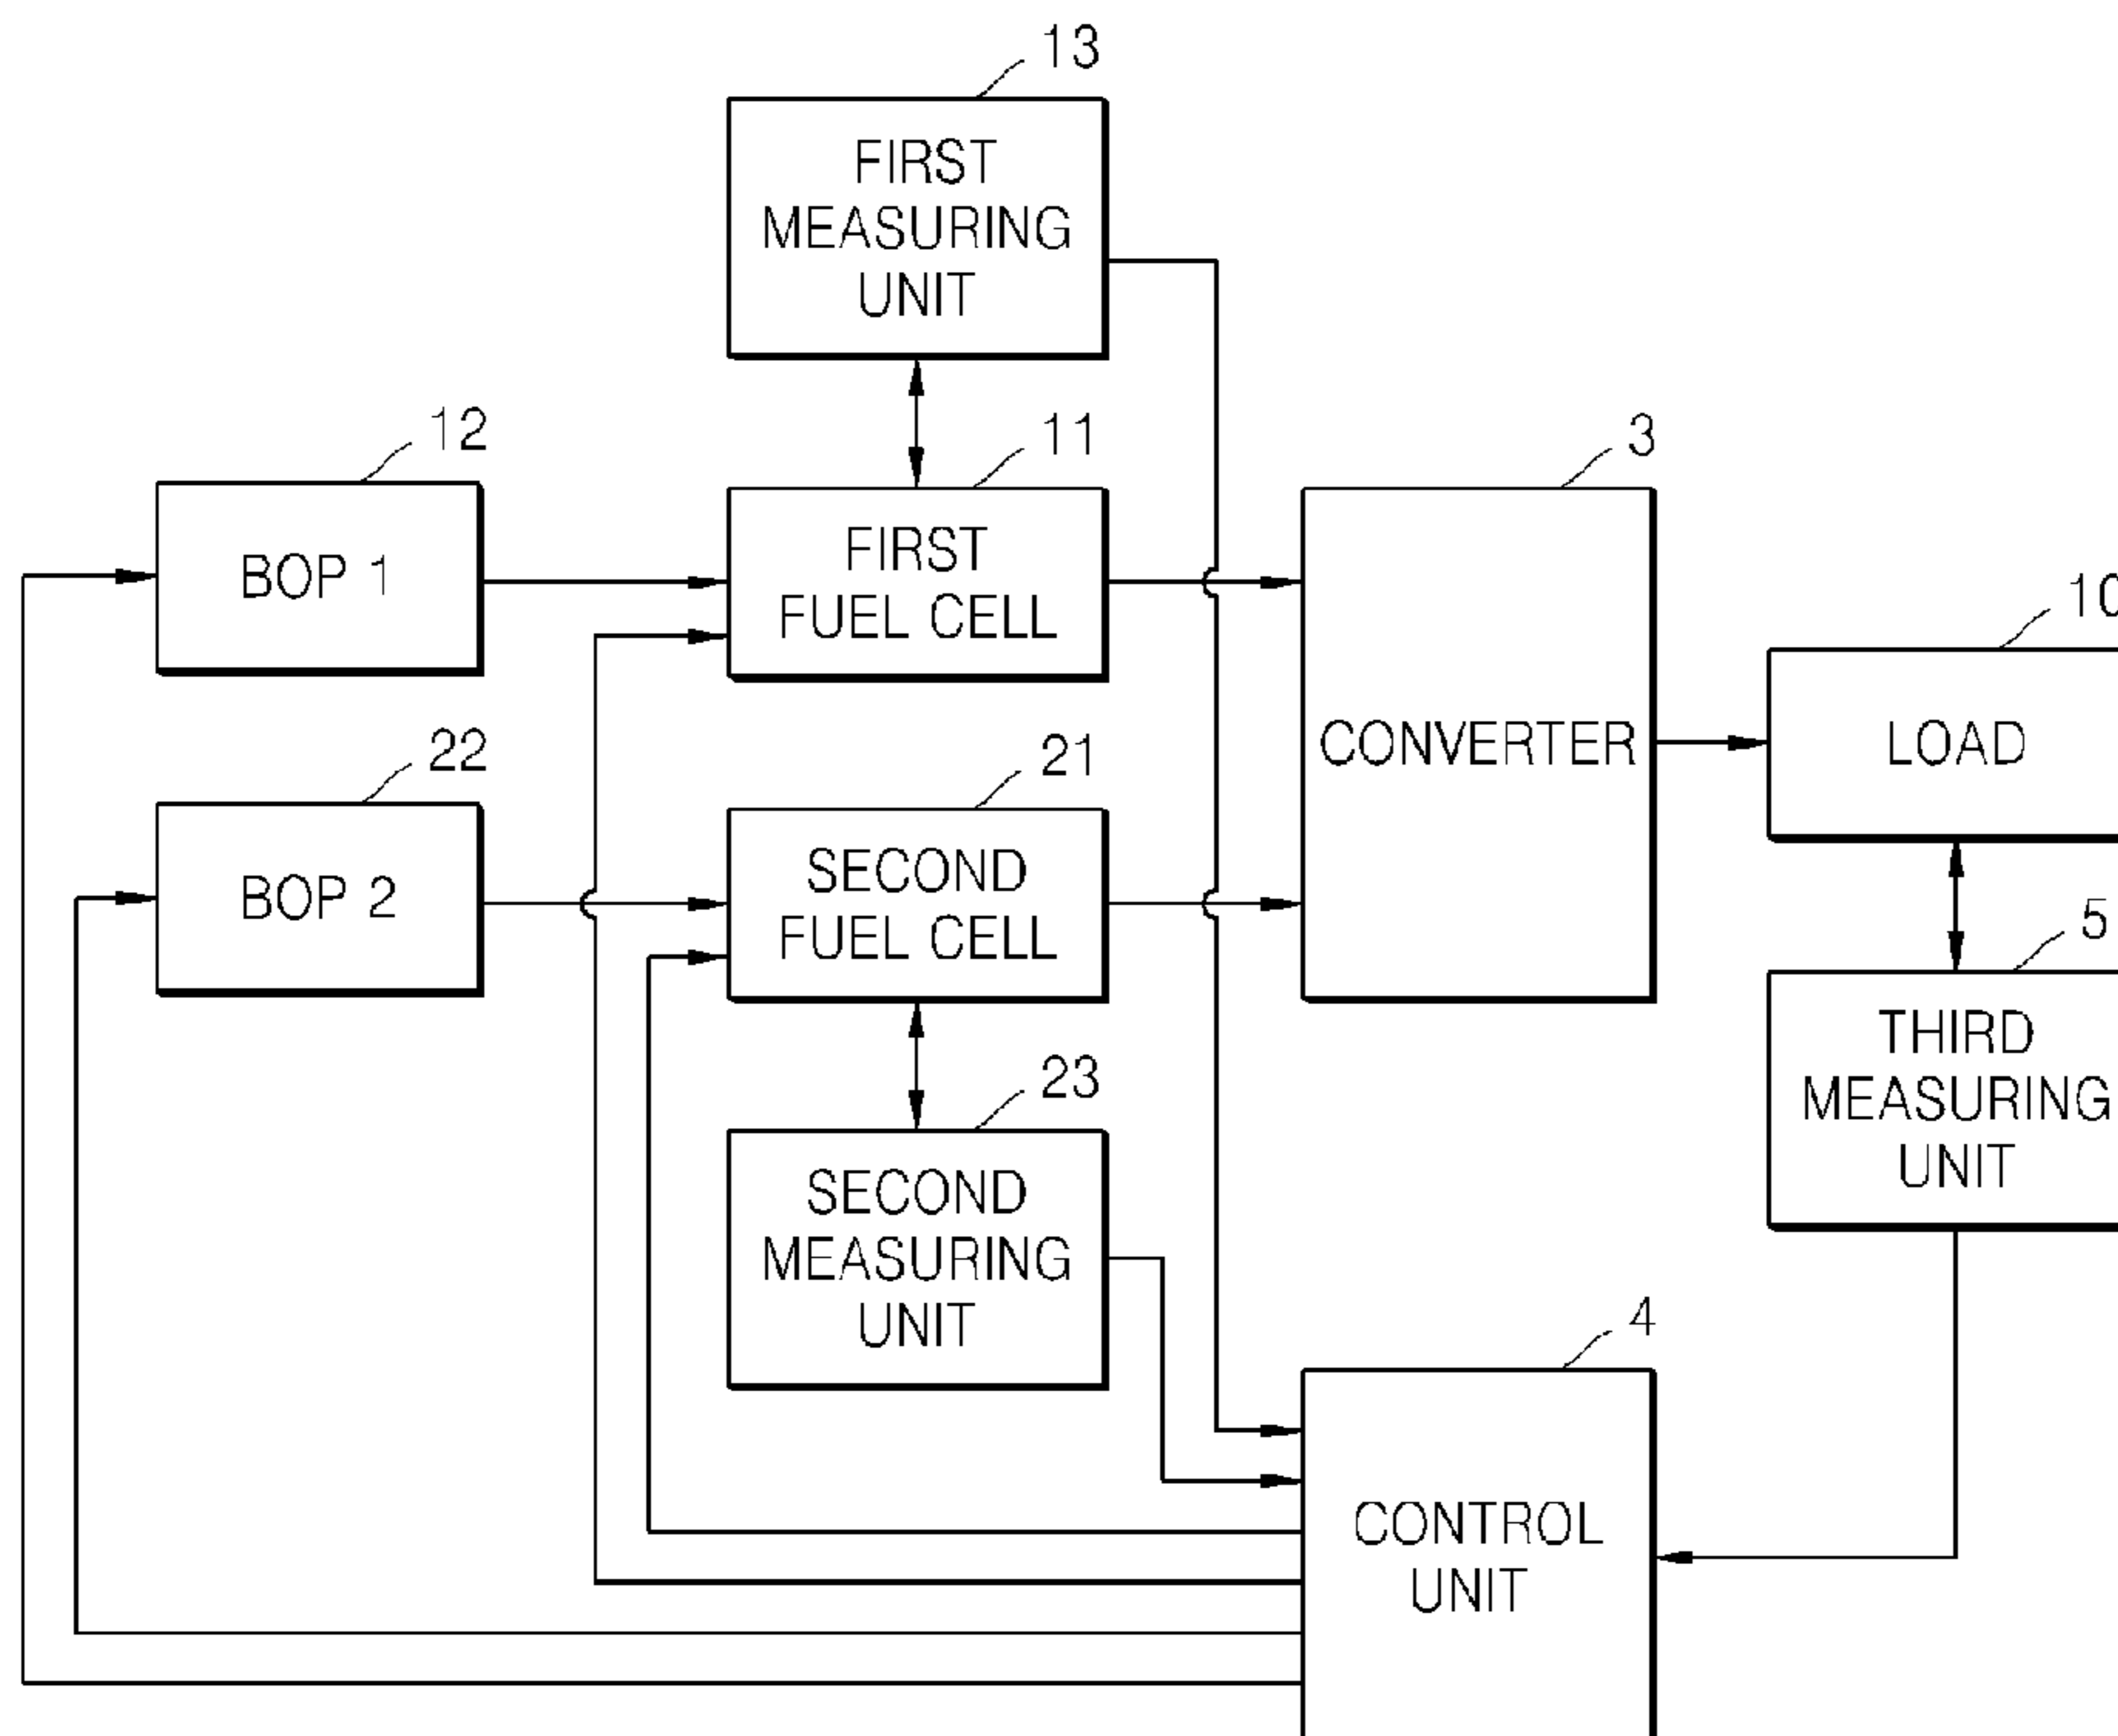 13
FIRST
MEASURING
UNIT
12
BOP 1
11
FIRST
FUEL CELL
3
CONVERTER
10
LOAD
22
BOP 2
21
SECOND
FUEL CELL
5
THIRD
MEASURING
UNIT
23
SECOND
MEASURING
UNIT
4
CONTROL
UNIT